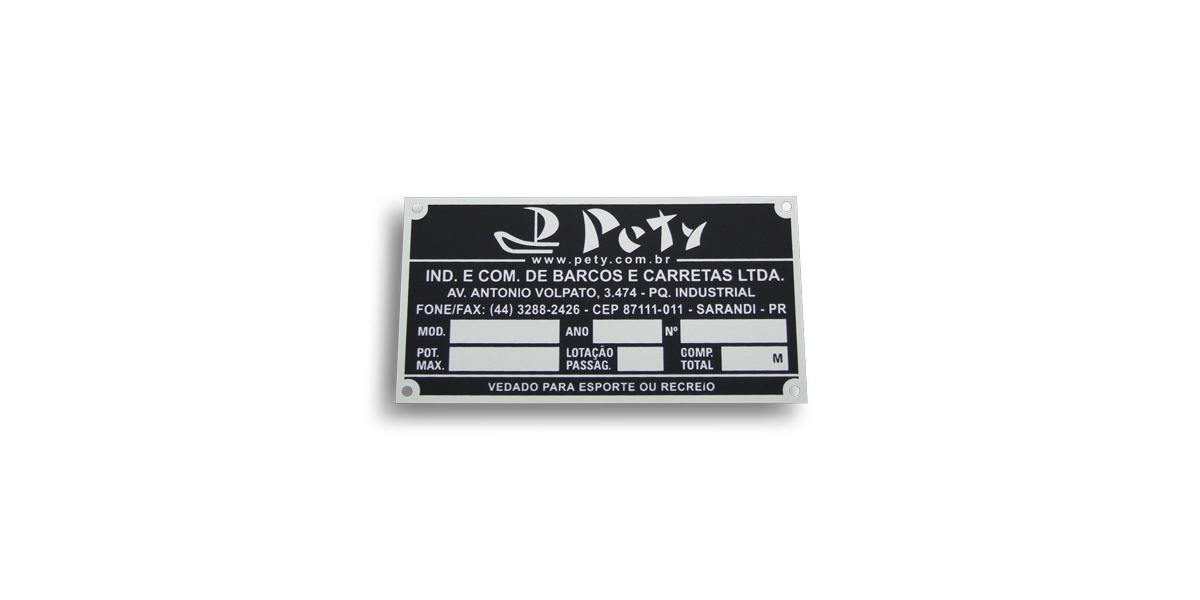 Pety
www.pety.com.br
IND. E COM. DE BARCOS E CARRETAS LTDA.
AV. ANTONIO VOLPATO, 3.474 - PQ. INDUSTRIAL
FONE/FAX: (44) 3288-2426 - CEP 87111-011 - SARANDI - PR
MOD. ANO Nº
POT. MAX. LOTAÇÃO PASSAG. COMP. TOTAL M
VEDADO PARA ESPORTE OU RECREIO